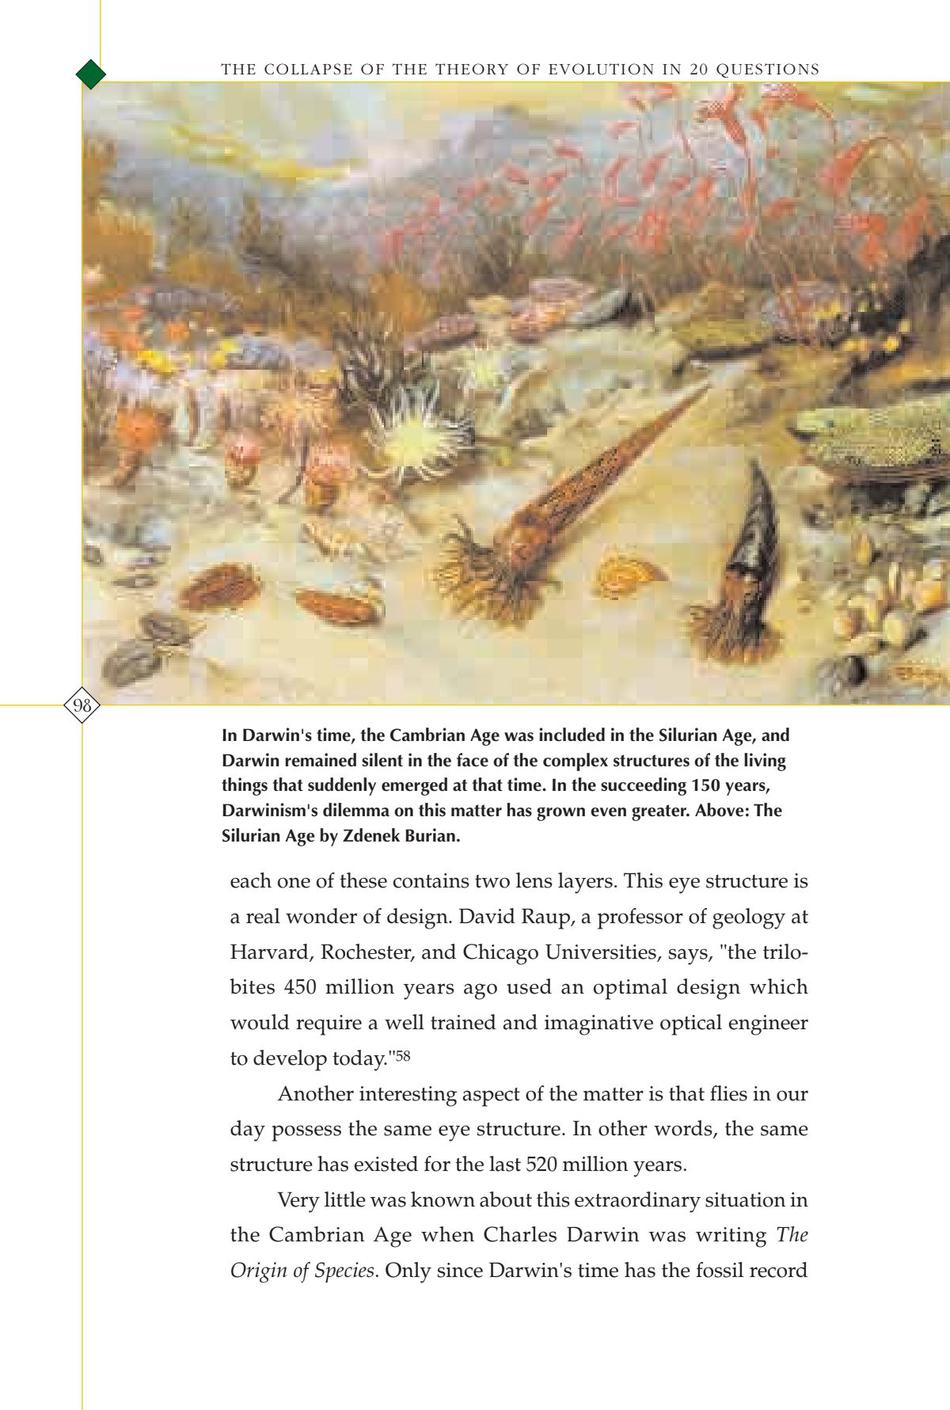 THE COLLAPSE OF THE THEORY OF EVOLUTION IN 20 QUESTIONS
98
In Darwin's time, the Cambrian Age was included in the Silurian Age, and
Darwin remained silent in the face of the complex structures of the living
things that suddenly emerged at that time. In the succeeding 150 years,
Darwinism's dilemma on this matter has grown even greater. Above: The
Silurian Age by Zdenek Burian.
each one of these contains two lens layers. This eye structure is
a real wonder of design. David Raup, a professor of geology at
Harvard, Rochester, and Chicago Universities, says, "the trilo-
bites 450 million years ago used an optimal design which
would require a well trained and imaginative optical engineer
to develop today."58
Another interesting aspect of the matter is that flies in our
day possess the same eye structure. In other words, the same
structure has existed for the last 520 million years.
Very little was known about this extraordinary situation in
the Cambrian Age when Charles Darwin was writing The
Origin of Species. Only since Darwin's time has the fossil record